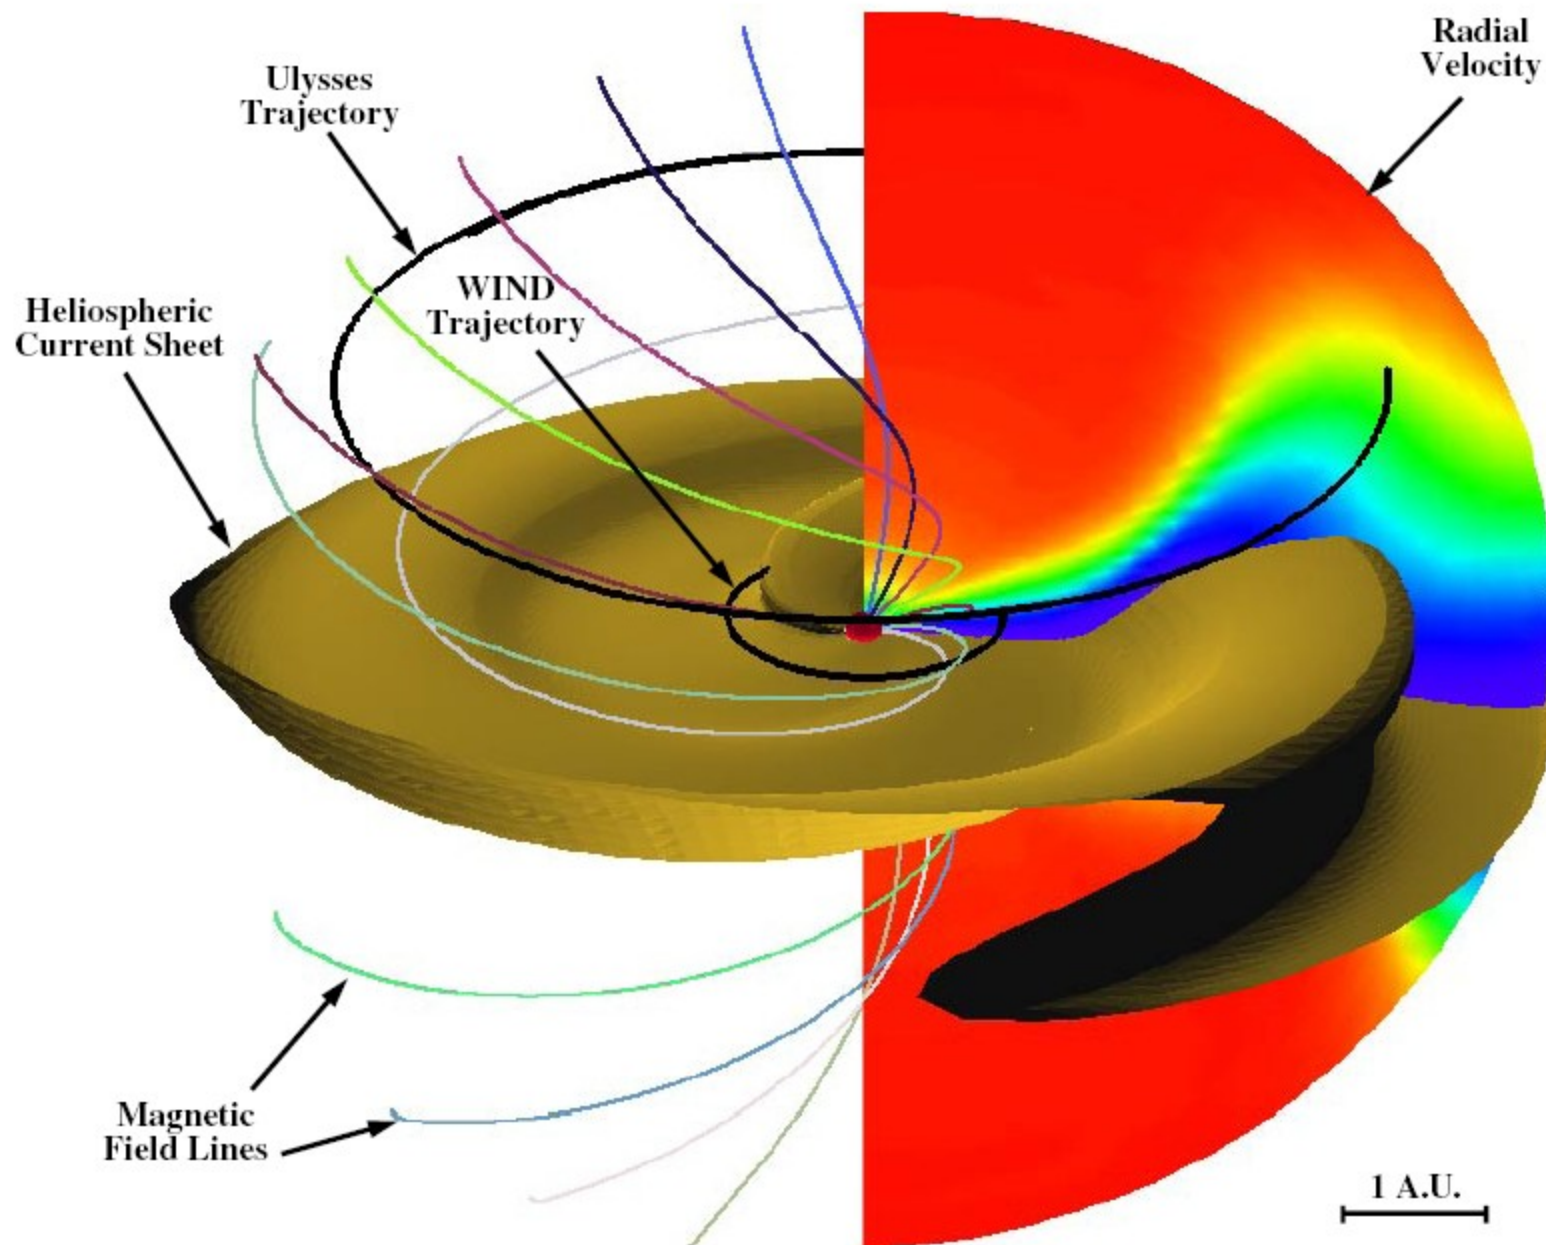 Radial
Velocity
Ulysses
Trajectory
WIND
Trajectory
Heliospheric
Current Sheet
Magnetic
Field Lines
1 A.U.